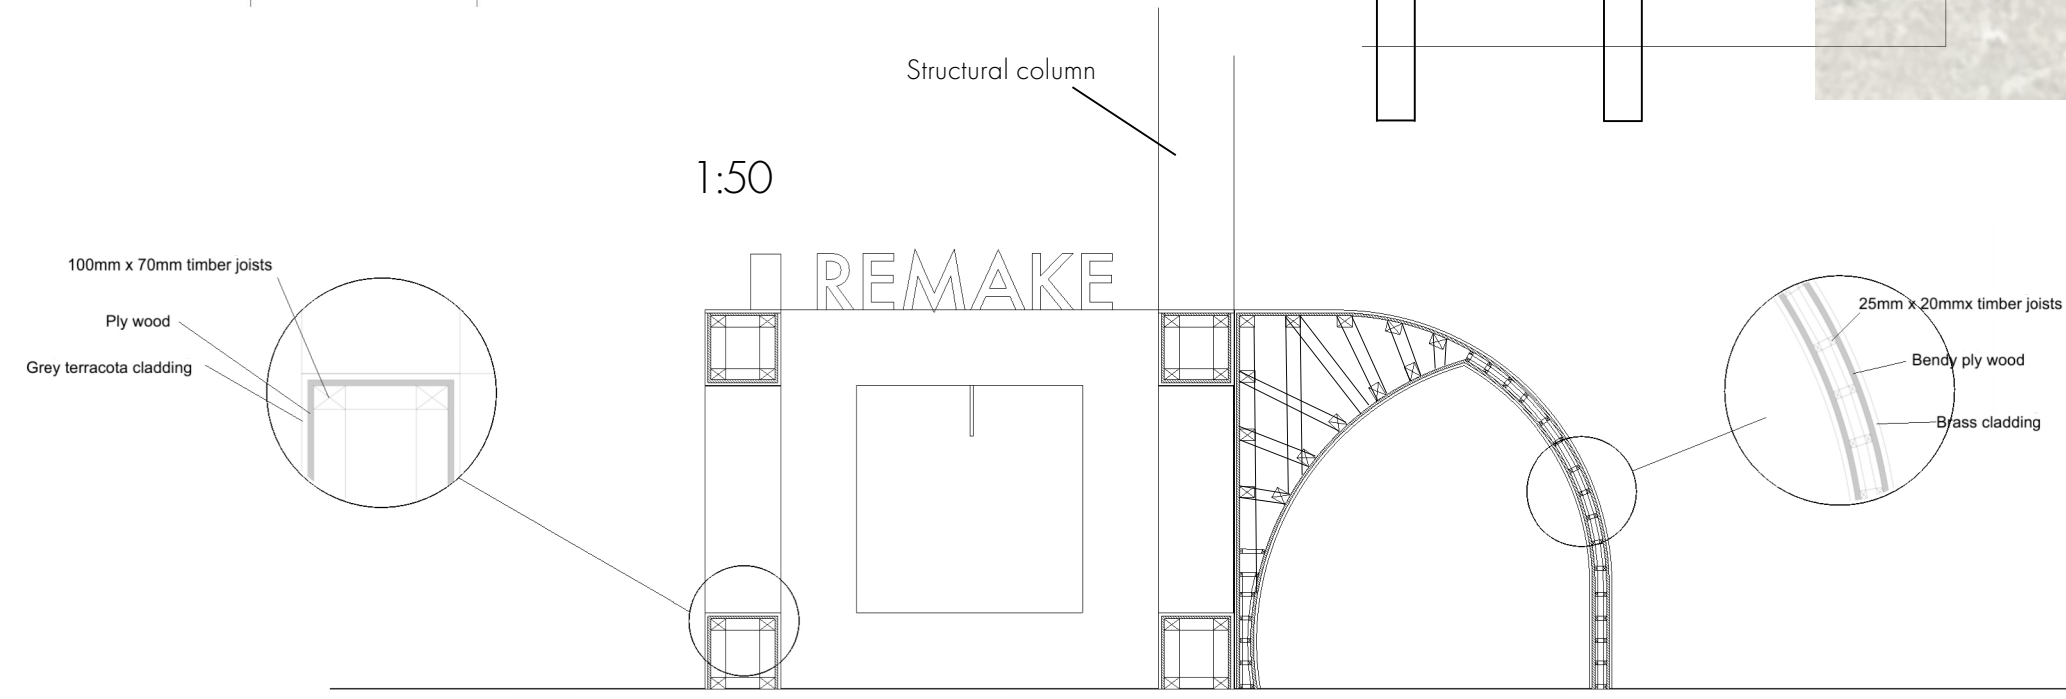 Structural column
1:50
REMAKE
100mm x 70mm timber joists
Ply wood
Grey terracota cladding
25mm x 20mmx timber joists
Bendy ply wood
Brass cladding